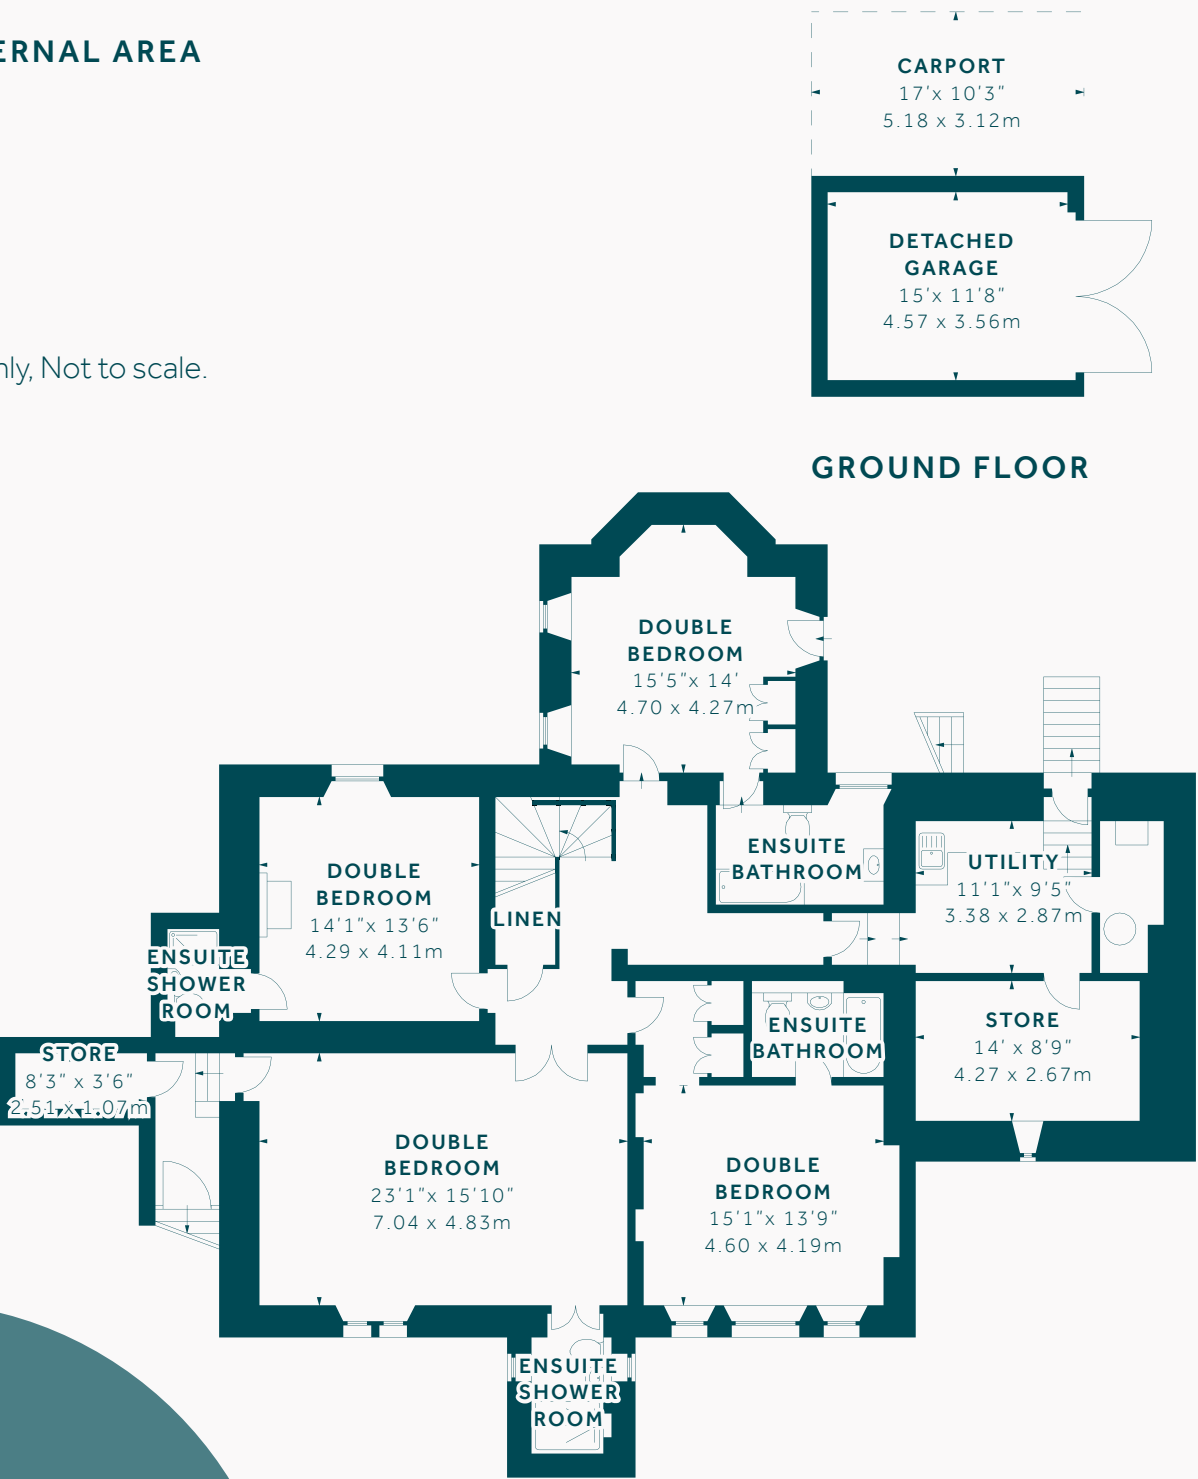 ERNAL AREA
nly, Not to scale.
CARPORT
17'x 10'3"
5.18 x 3.12m
DETACHED
GARAGE
15'x 11'8"
4.57 x 3.56m
GROUND FLOOR
DOUBLE
BEDROOM
15'5"x 14'
4.70 x 4.27m
ENSUITE
BATHROOM
UTILITY
11'1"x 9'5"
3.38 x 2.87m
DOUBLE
BEDROOM
14'1"x 13'6"
4.29 x 4.11m
LINEN
ENSUITE
SHOWER
ROOM
STORE
8'3" x 3'6"
2.51 x 1.07m
ENSUITE
BATHROOM
STORE
14' x 8'9"
4.27 x 2.67m
DOUBLE
BEDROOM
23'1"x 15'10"
7.04 x 4.83m
DOUBLE
BEDROOM
15'1"x 13'9"
4.60 x 4.19m
ENSUITE
SHOWER
ROOM